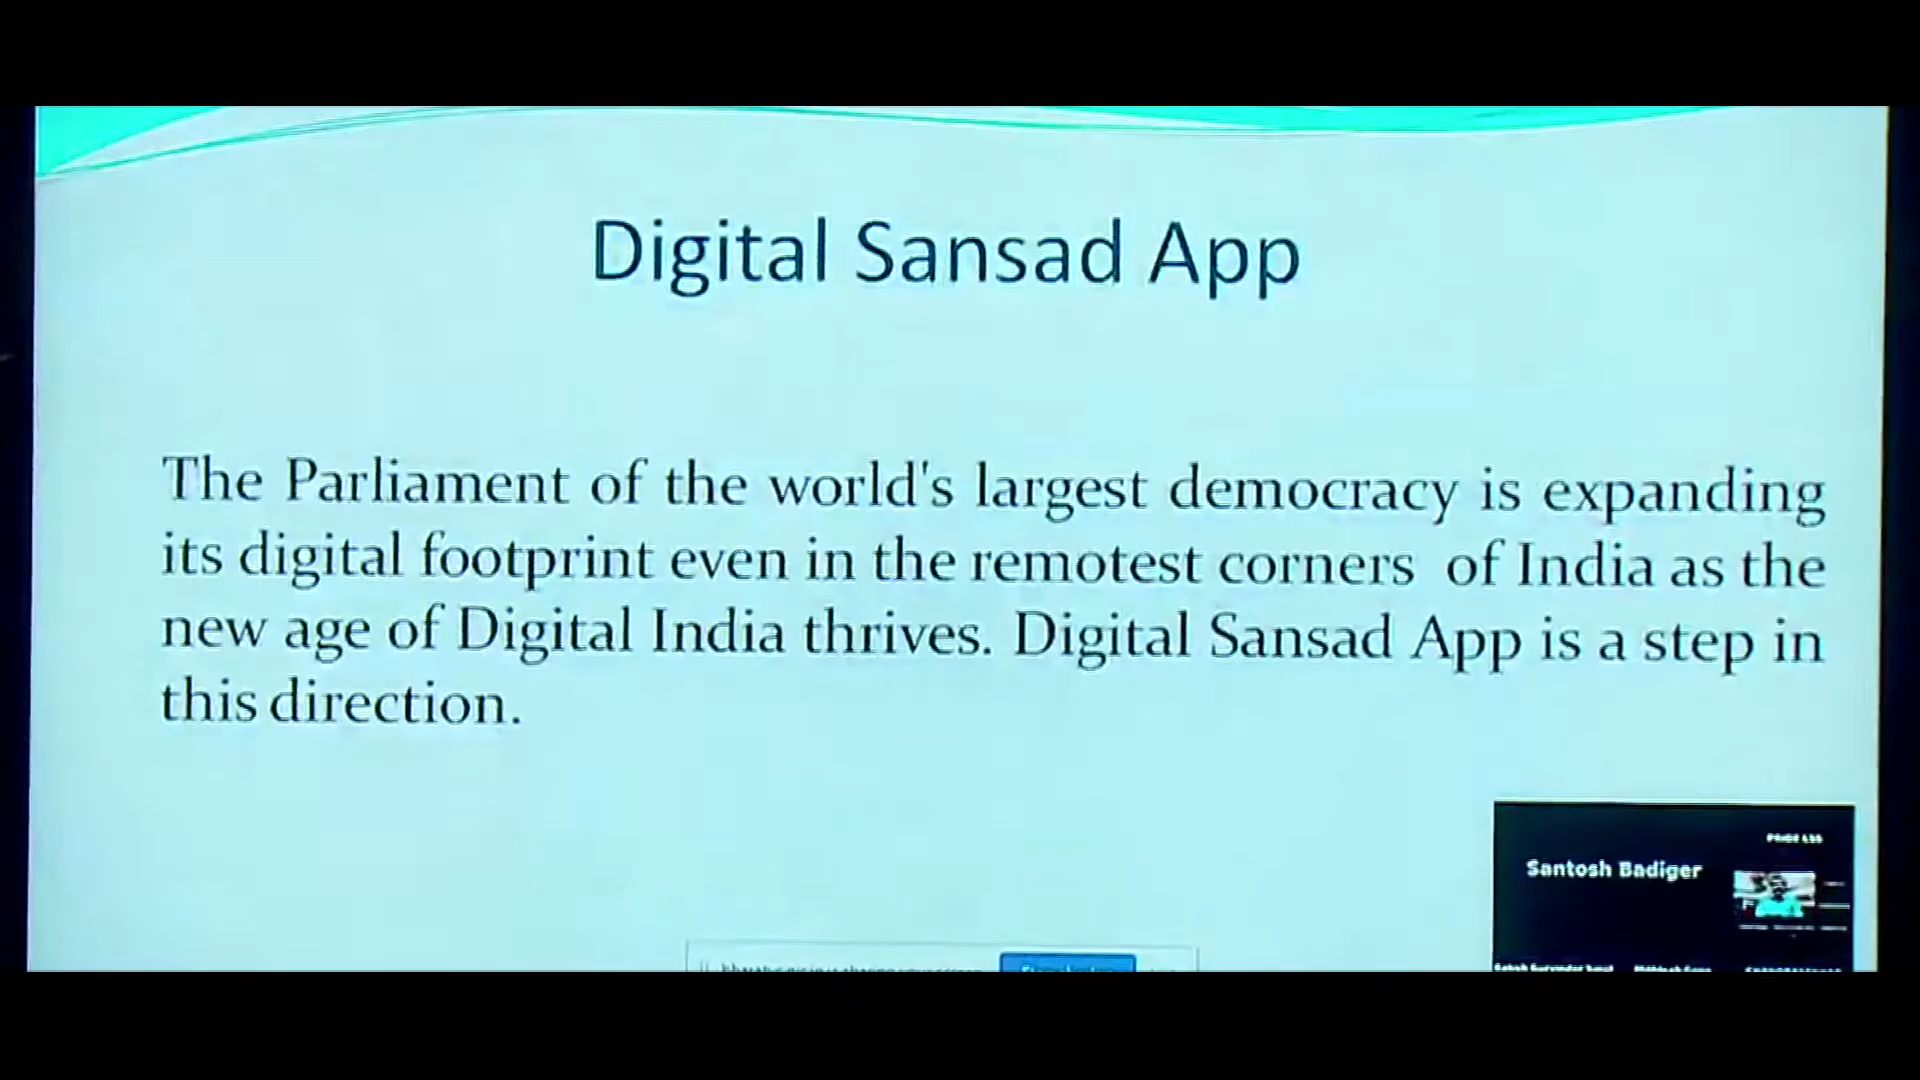 Digital Sansad App
The Parliament of the world's largest democracy is expanding
its digital footprint even in the remotest corners of India as the
new age of Digital India thrives. Digital Sansad App is a step in
this direction.
PRIDE LSS
Santosh Badiger